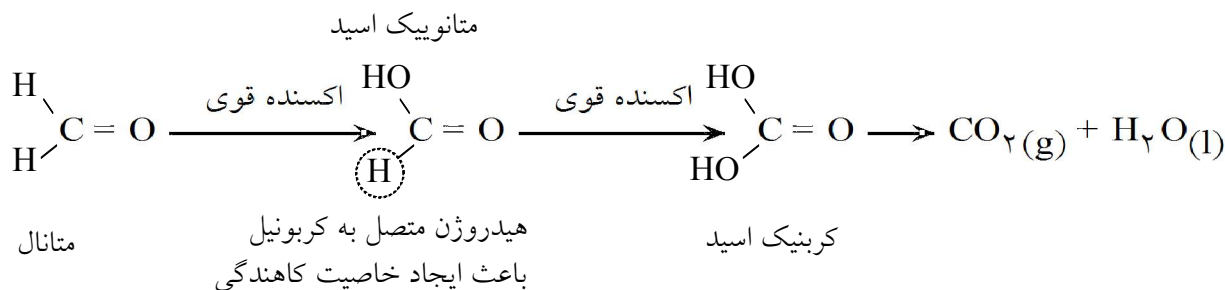 متانوییک اسید
H HO HO
اکسنده قوی اکسنده قوی
C = O C = O C = O CO۲(g) + H۲O(l)
H H HO
متانال هیدروژن متصل به کربونیل کربنیک اسید
باعث ایجاد خاصیت کاهندگی